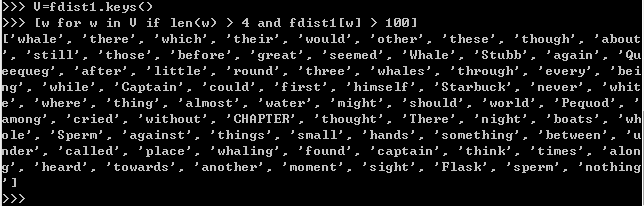 >>> V=fdist1.keys()
>>> [w for w in V if len(w) > 4 and fdist1[w] > 100]
['whale', 'there', 'which', 'their', 'would', 'other', 'these', 'though', 'about
', 'still', 'those', 'before', 'great', 'seemed', 'Whale', 'Stubb', 'again', 'Qu
eequeg', 'after', 'little', 'round', 'three', 'whales', 'through', 'every', 'bei
ng', 'while', 'Captain', 'could', 'first', 'himself', 'Starbuck', 'never', 'whit
e', 'where', 'thing', 'almost', 'water', 'might', 'should', 'world', 'Pequod', '
among', 'cried', 'without', 'CHAPTER', 'thought', 'There', 'night', 'boats', 'wh
ole', 'Sperm', 'against', 'things', 'small', 'hands', 'something', 'between', 'u
nder', 'called', 'place', 'whaling', 'found', 'captain', 'think', 'times', 'alon
g', 'heard', 'towards', 'another', 'moment', 'sight', 'Flask', 'sperm', 'nothing
']
>>>